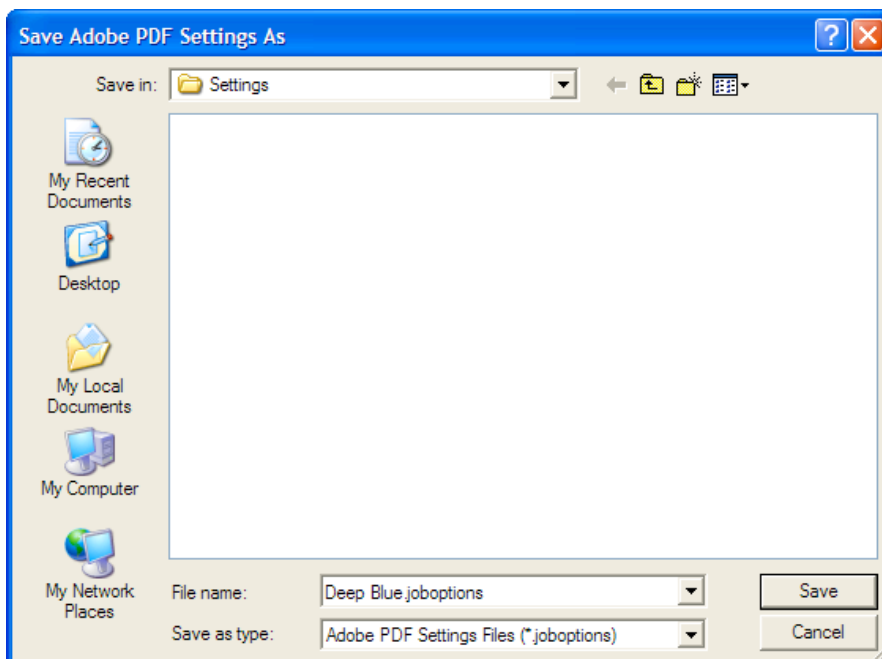 Save Adobe PDF Settings As
Save in: Settings
My Recent
Documents
Desktop
My Local
Documents
My Computer
My Network
Places
File name: Deep Blue.joboptions Save
Save as type: Adobe PDF Settings Files (*.joboptions) Cancel